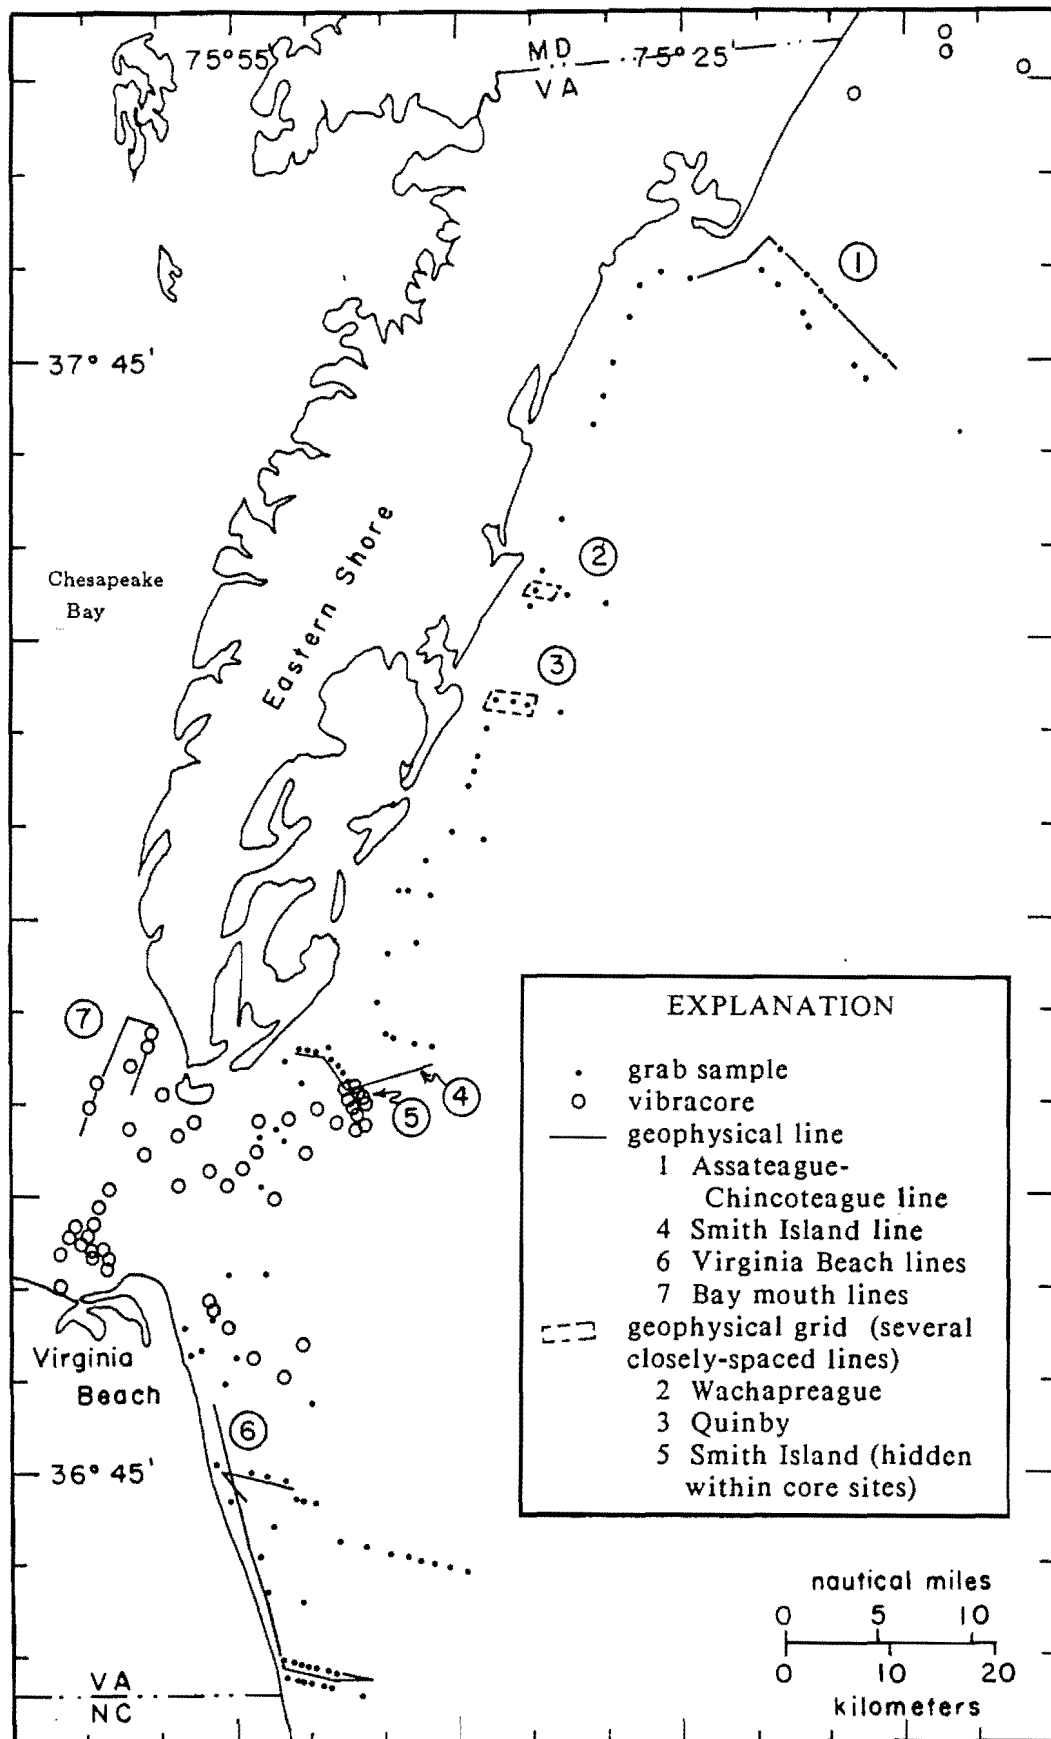 75°55' MD 75°25'
VA
1
37° 45'
2
Chesapeake
Bay
Eastern Shore
3
7
4
5
EXPLANATION
grab sample
vibracore
geophysical line
1 Assateague-
Chincoteague line
4 Smith Island line
6 Virginia Beach lines
7 Bay mouth lines
geophysical grid (several
closely-spaced lines)
2 Wachapreague
3 Quinby
5 Smith Island (hidden
within core sites)
Virginia
Beach
6
36° 45'
nautical miles
0 5 10
0 10 20
kilometers
VA
NC